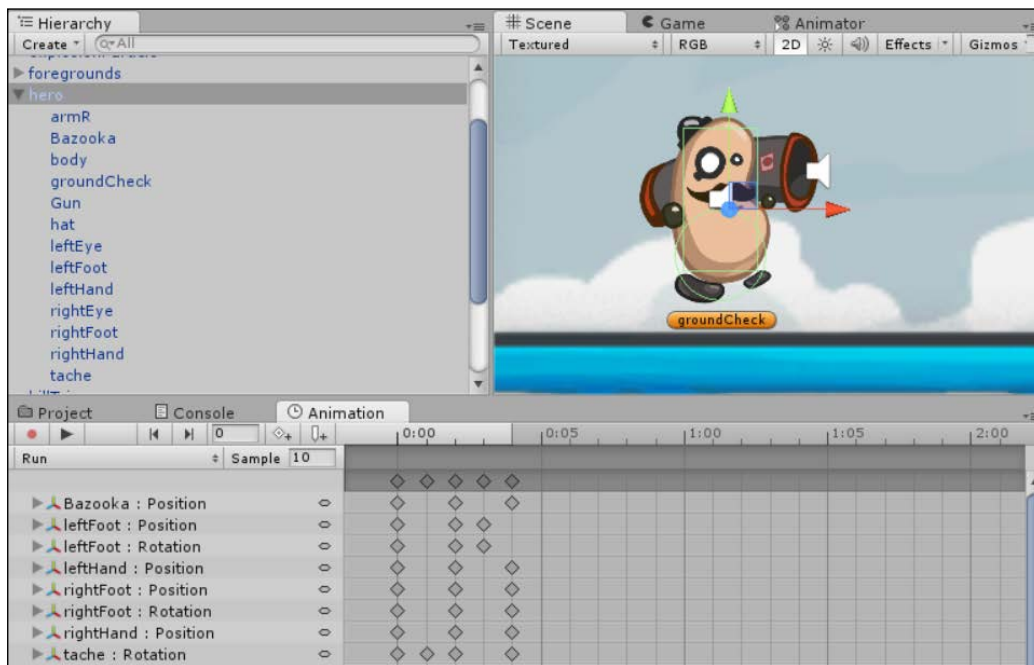 Hierarchy
Create
All
foregrounds
hero
armR
Bazooka
body
groundCheck
Gun
hat
leftEye
leftFoot
leftHand
rightEye
rightFoot
rightHand
tache
Scene
Game
Animator
Textured
RGB
2D
Effects
Gizmos
groundCheck
Project
Console
Animation
0
0:00
0:05
1:00
1:05
2:00
Run
Sample
10
Bazooka : Position
leftFoot : Position
leftFoot : Rotation
leftHand : Position
rightFoot : Position
rightFoot : Rotation
rightHand : Position
tache : Rotation